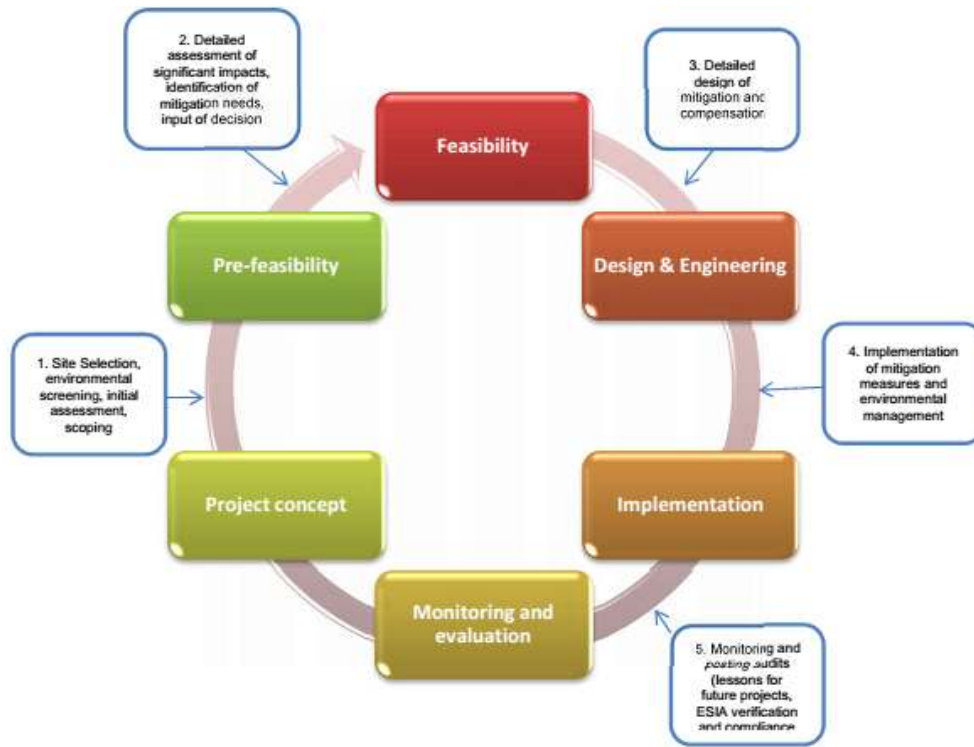 2. Detailed
assessment of
significant impacts,
identification of
mitigation needs,
input of decision
3. Detailed
design of
mitigation and
compensation
Feasibility
Pre-feasibility
Design & Engineering
1. Site Selection,
environmental
screening, initial
assessment,
scoping
4. Implementation
of mitigation
measures and
environmental
management
Project concept
Implementation
Monitoring and
evaluation
5. Monitoring and
posting audits
(lessons for
future projects,
ESIA verification
and compliance